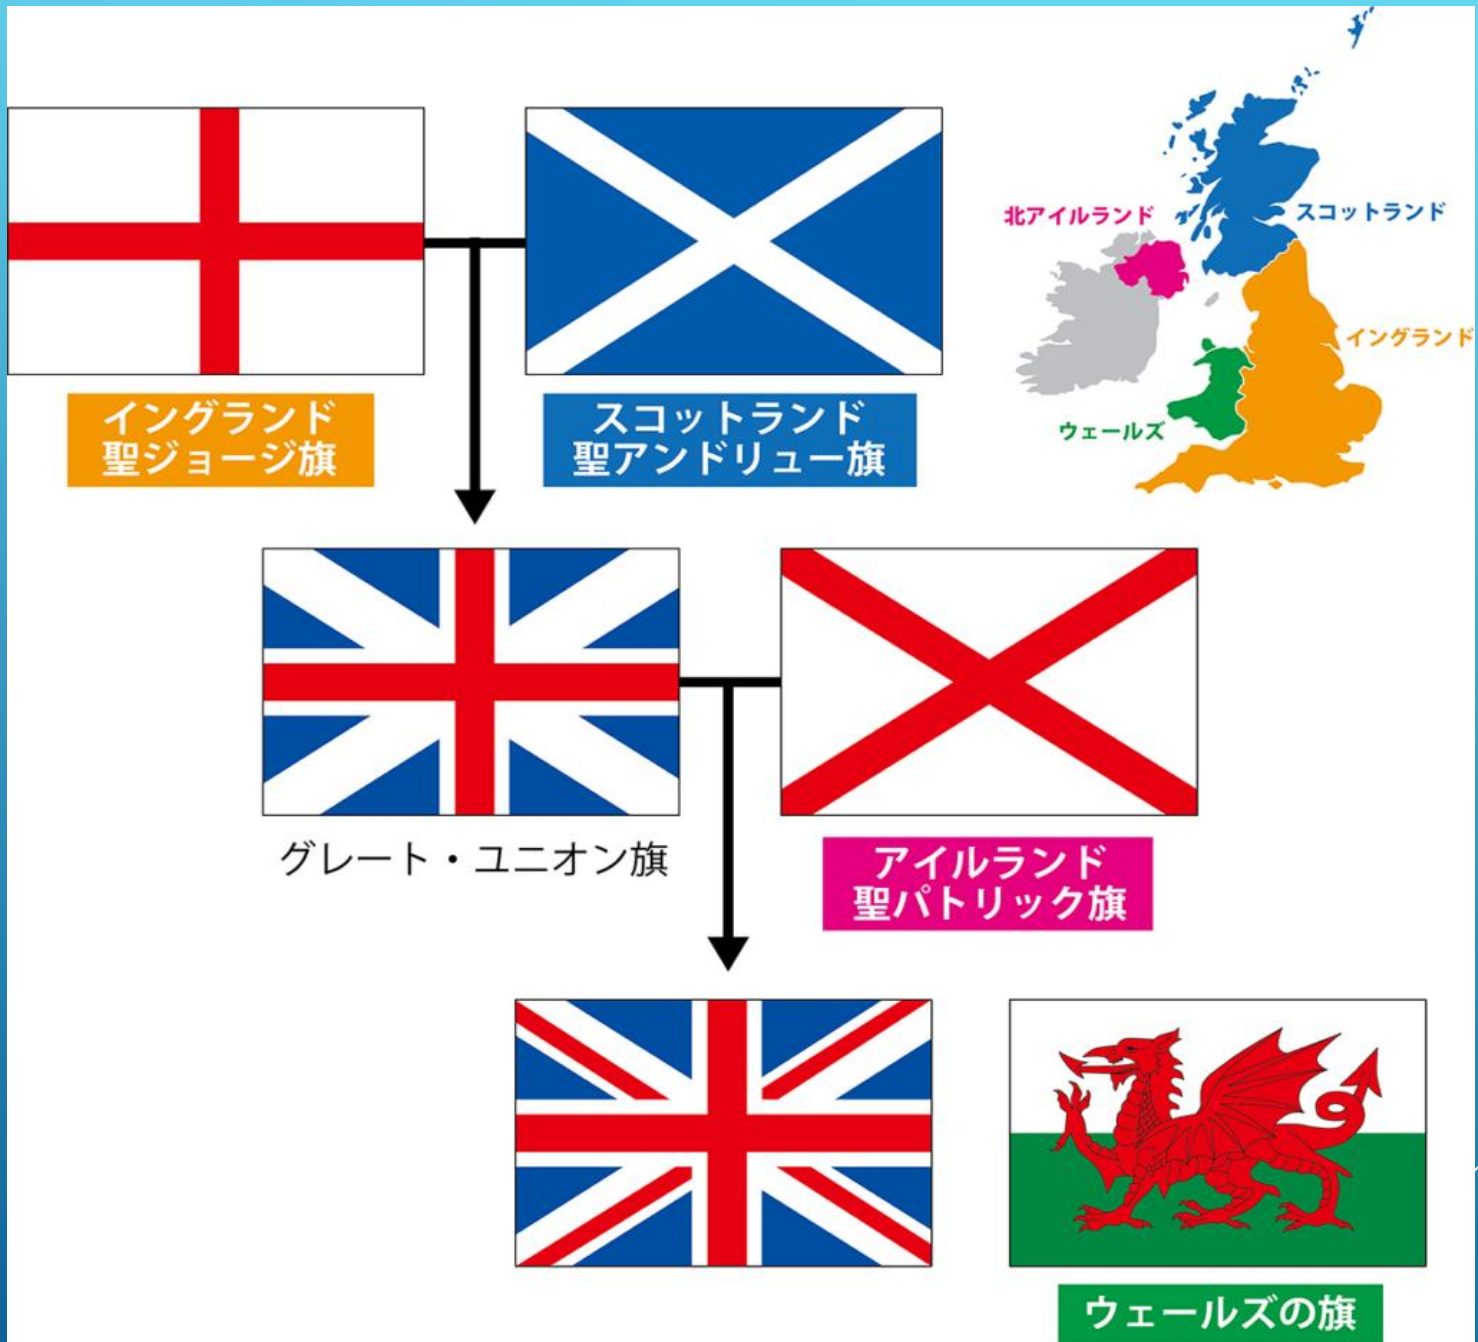 北アイルランド
スコットランド
イングランド
ウェールズ
イングランド
聖ジョージ旗
スコットランド
聖アンドリュー旗
グレート・ユニオン旗
アイルランド
聖パトリック旗
ウェールズの旗